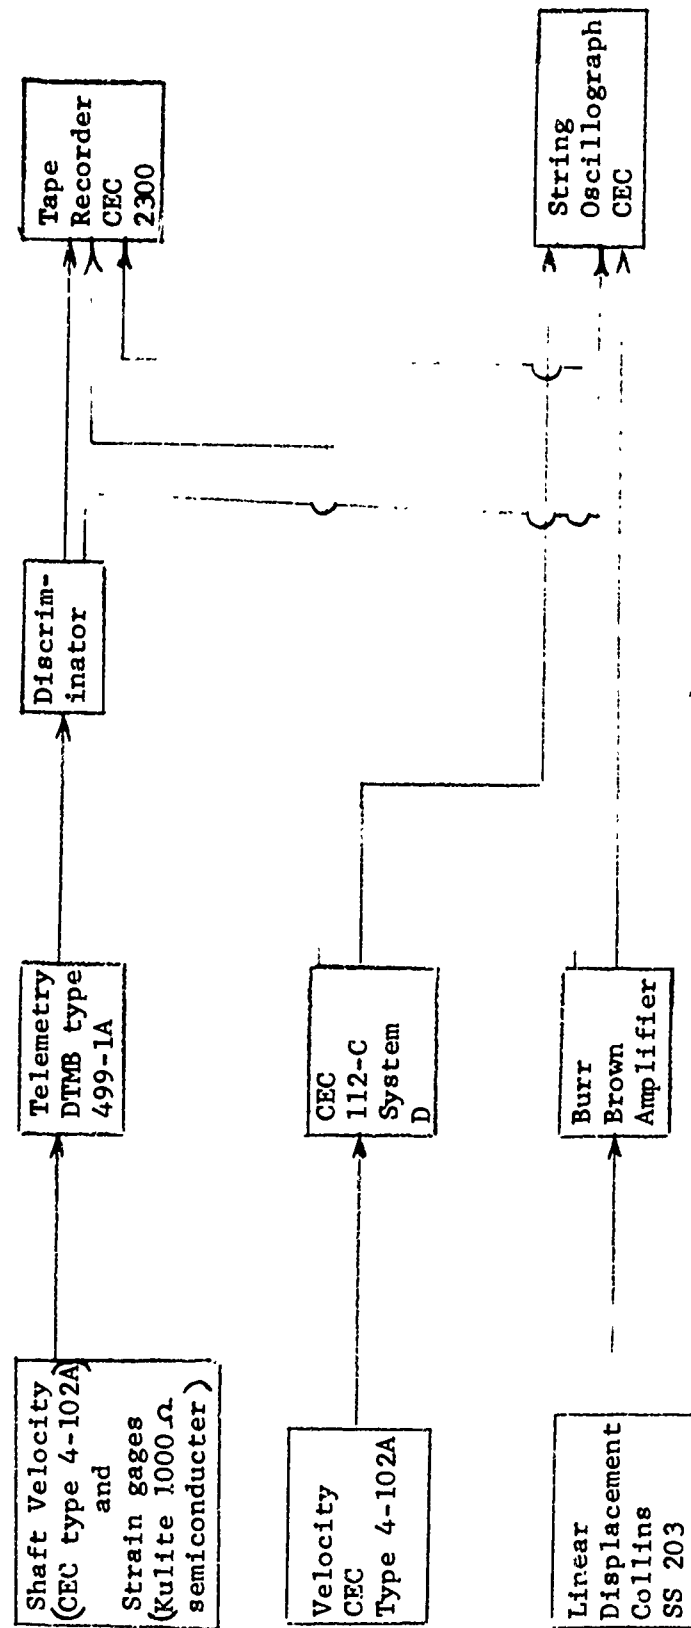 Shaft Velocity
(CEC type 4-102A)
and
Strain gages
(Kulite 1000 Ω
semiconducter)
Telemetry
DTMB type
499-1A
Discrim-
inator
Tape
Recorder
CEC
2300
Velocity
CEC
Type 4-102A
CEC
112-C
System
D
String
Oscillograph
CEC
Linear
Displacement
Collins
SS 203
Burr
Brown
Amplifier